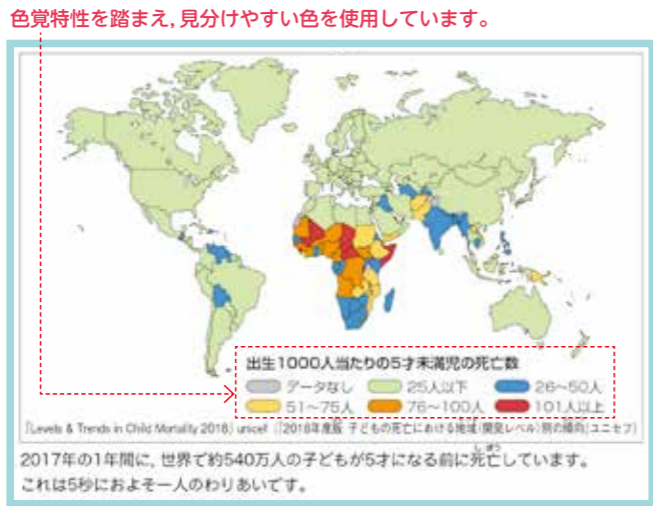 色覚特性を踏まえ,見分けやすい色を使用しています。
出生1000人当たりの5才未満児の死亡数
データなし 25人以下 26〜50人
51〜75人 76〜100人 101人以上
「Levels & Trends in Child Mortality 2018」unicef (「2018年度版 子どもの死亡における地域(開発レベル)別の傾向」ユニセフ)
2017年の1年間に,世界で約540万人の子どもが5才になる前に死亡しています。
これは5秒におよそ一人のわりあいです。